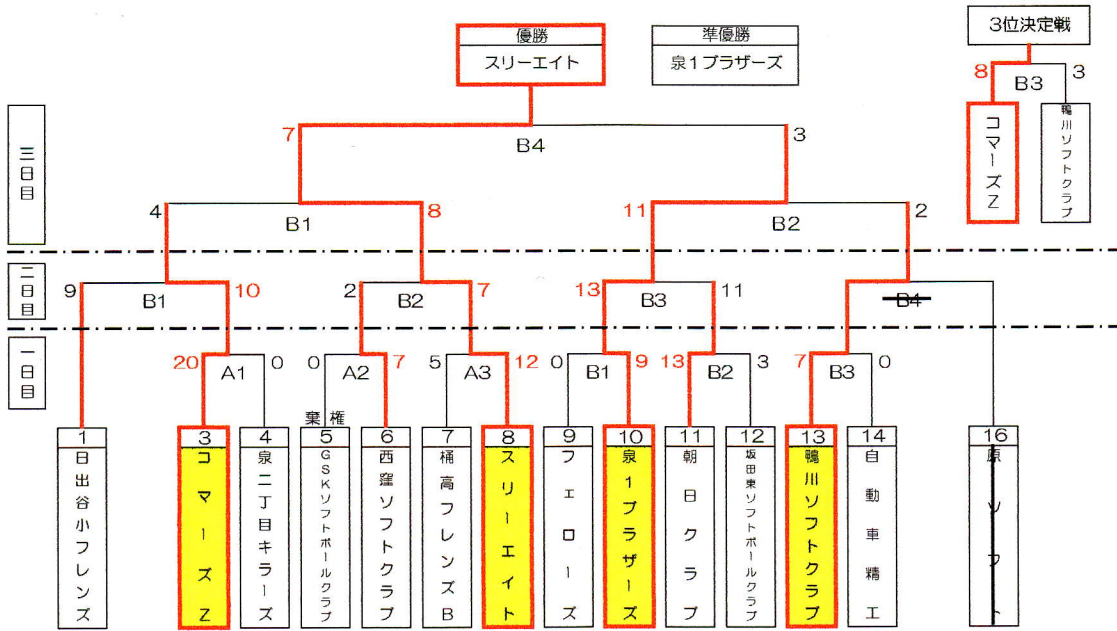 優勝
スリーエイト
準優勝
泉1ブラザーズ
3位決定戦
8 3
B3
コマーズZ
鴨川ソフトクラブ
三日目
7 3
B4
4 8 11 2
B1 B2
二日目
9 10 2 7 13 11
B1 B2 B3 B4
一日目
20 0 0 7 5 12 0 9 13 3 7 0
A1 A2 A3 B1 B2 B3
棄権
1 3 4 5 6 7 8 9 10 11 12 13 14 16
日出谷小フレンズ
コマーズZ
泉二丁目キラーズ
GSKソフトボールクラブ
西窪ソフトクラブ
桶高フレンズB
スリーエイト
フェローズ
泉1ブラザーズ
朝日クラブ
坂田東ソフトボールクラブ
鴨川ソフトクラブ
自動車精工
原ソフト